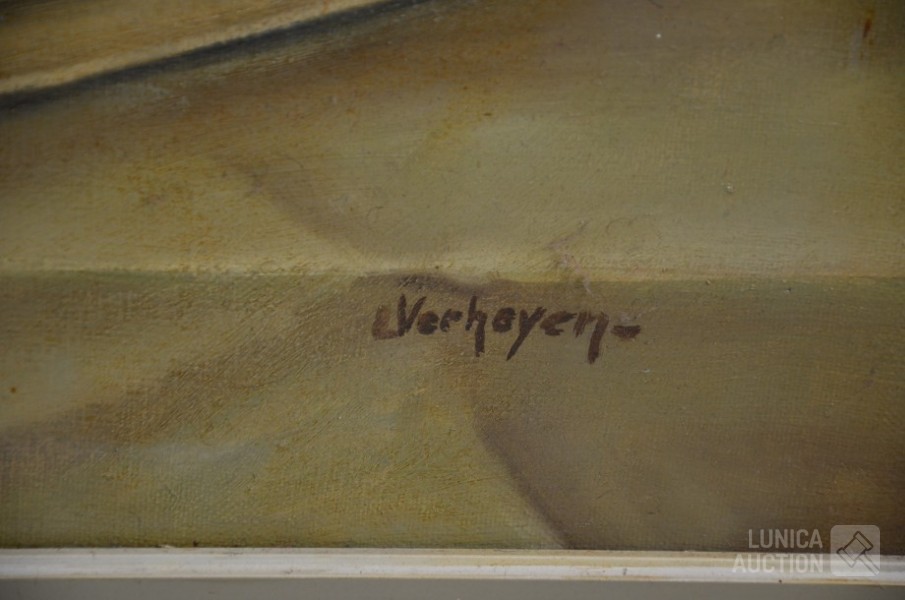 Verhoyen-
LUNICA
AUCTION